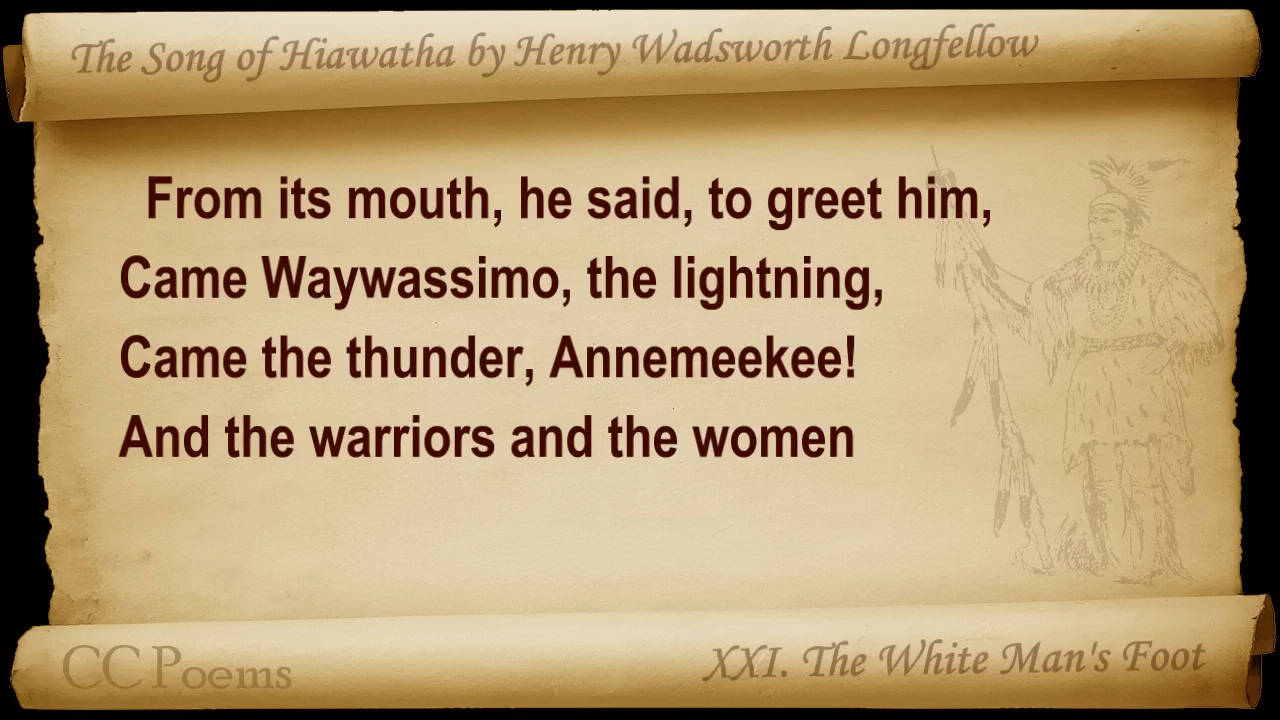 The Song of Hiawatha by Henry Wadsworth Longfellow
From its mouth, he said, to greet him,
Came Waywassimo, the lightning,
Came the thunder, Annemeekee!
And the warriors and the women
CC Poems
XXI. The White Man's Foot